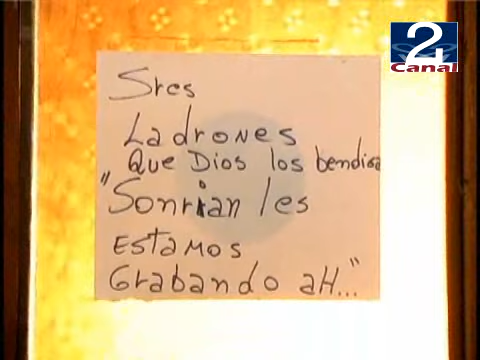 2
Canal
Sres
Ladrones
Que Dios los bendiga
"Sonrian les
Estamos
Grabando aH..."